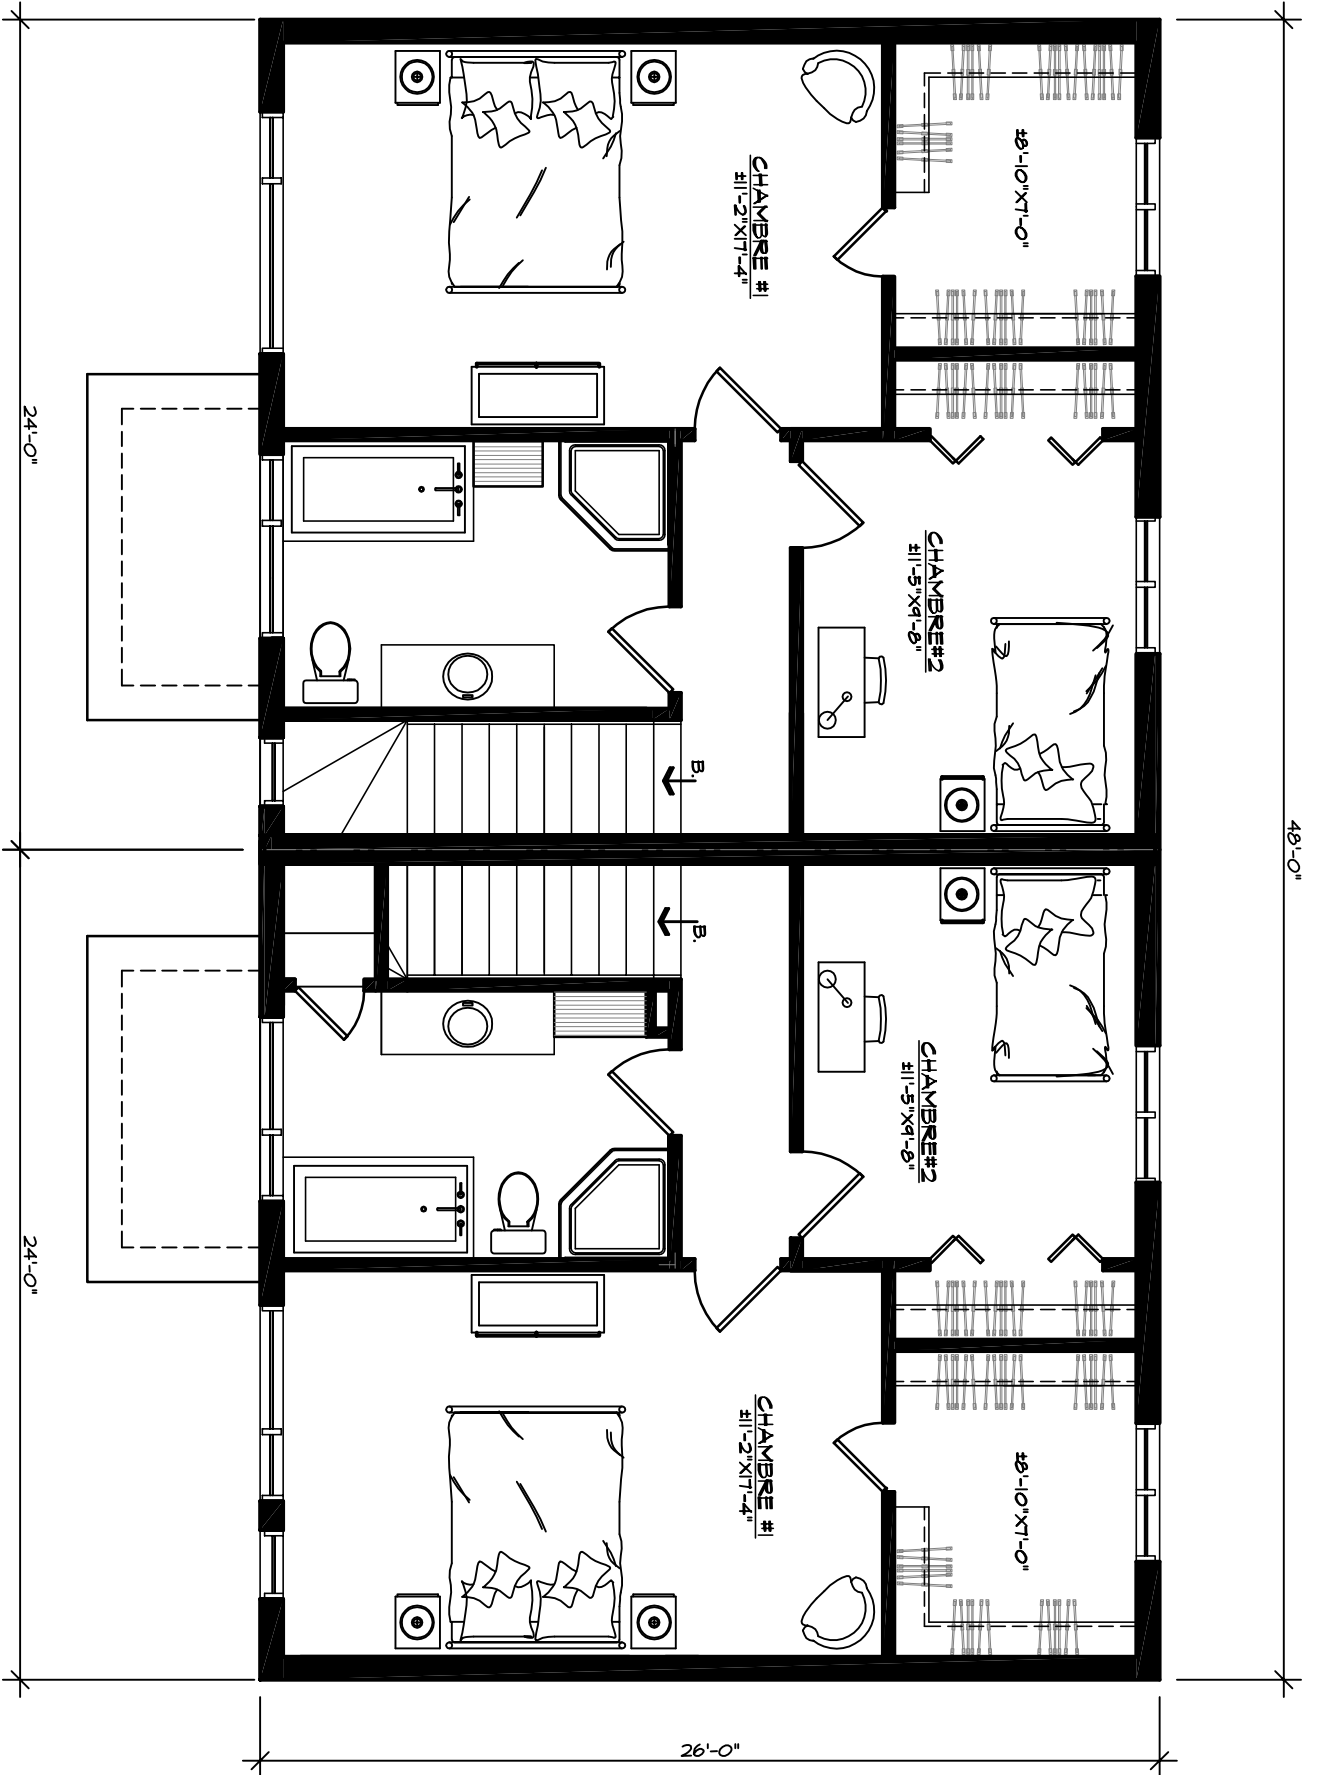 CHAMBRE #1
±11'-2"X17'-4"
±8'-10"X7'-0"
24'-0"
CHAMBRE#2
±11'-5"X9'-8"
B.
48'-0"
B.
CHAMBRE#2
±11'-5"X9'-8"
24'-0"
CHAMBRE #1
±11'-2"X17'-4"
±8'-10"X7'-0"
26'-0"